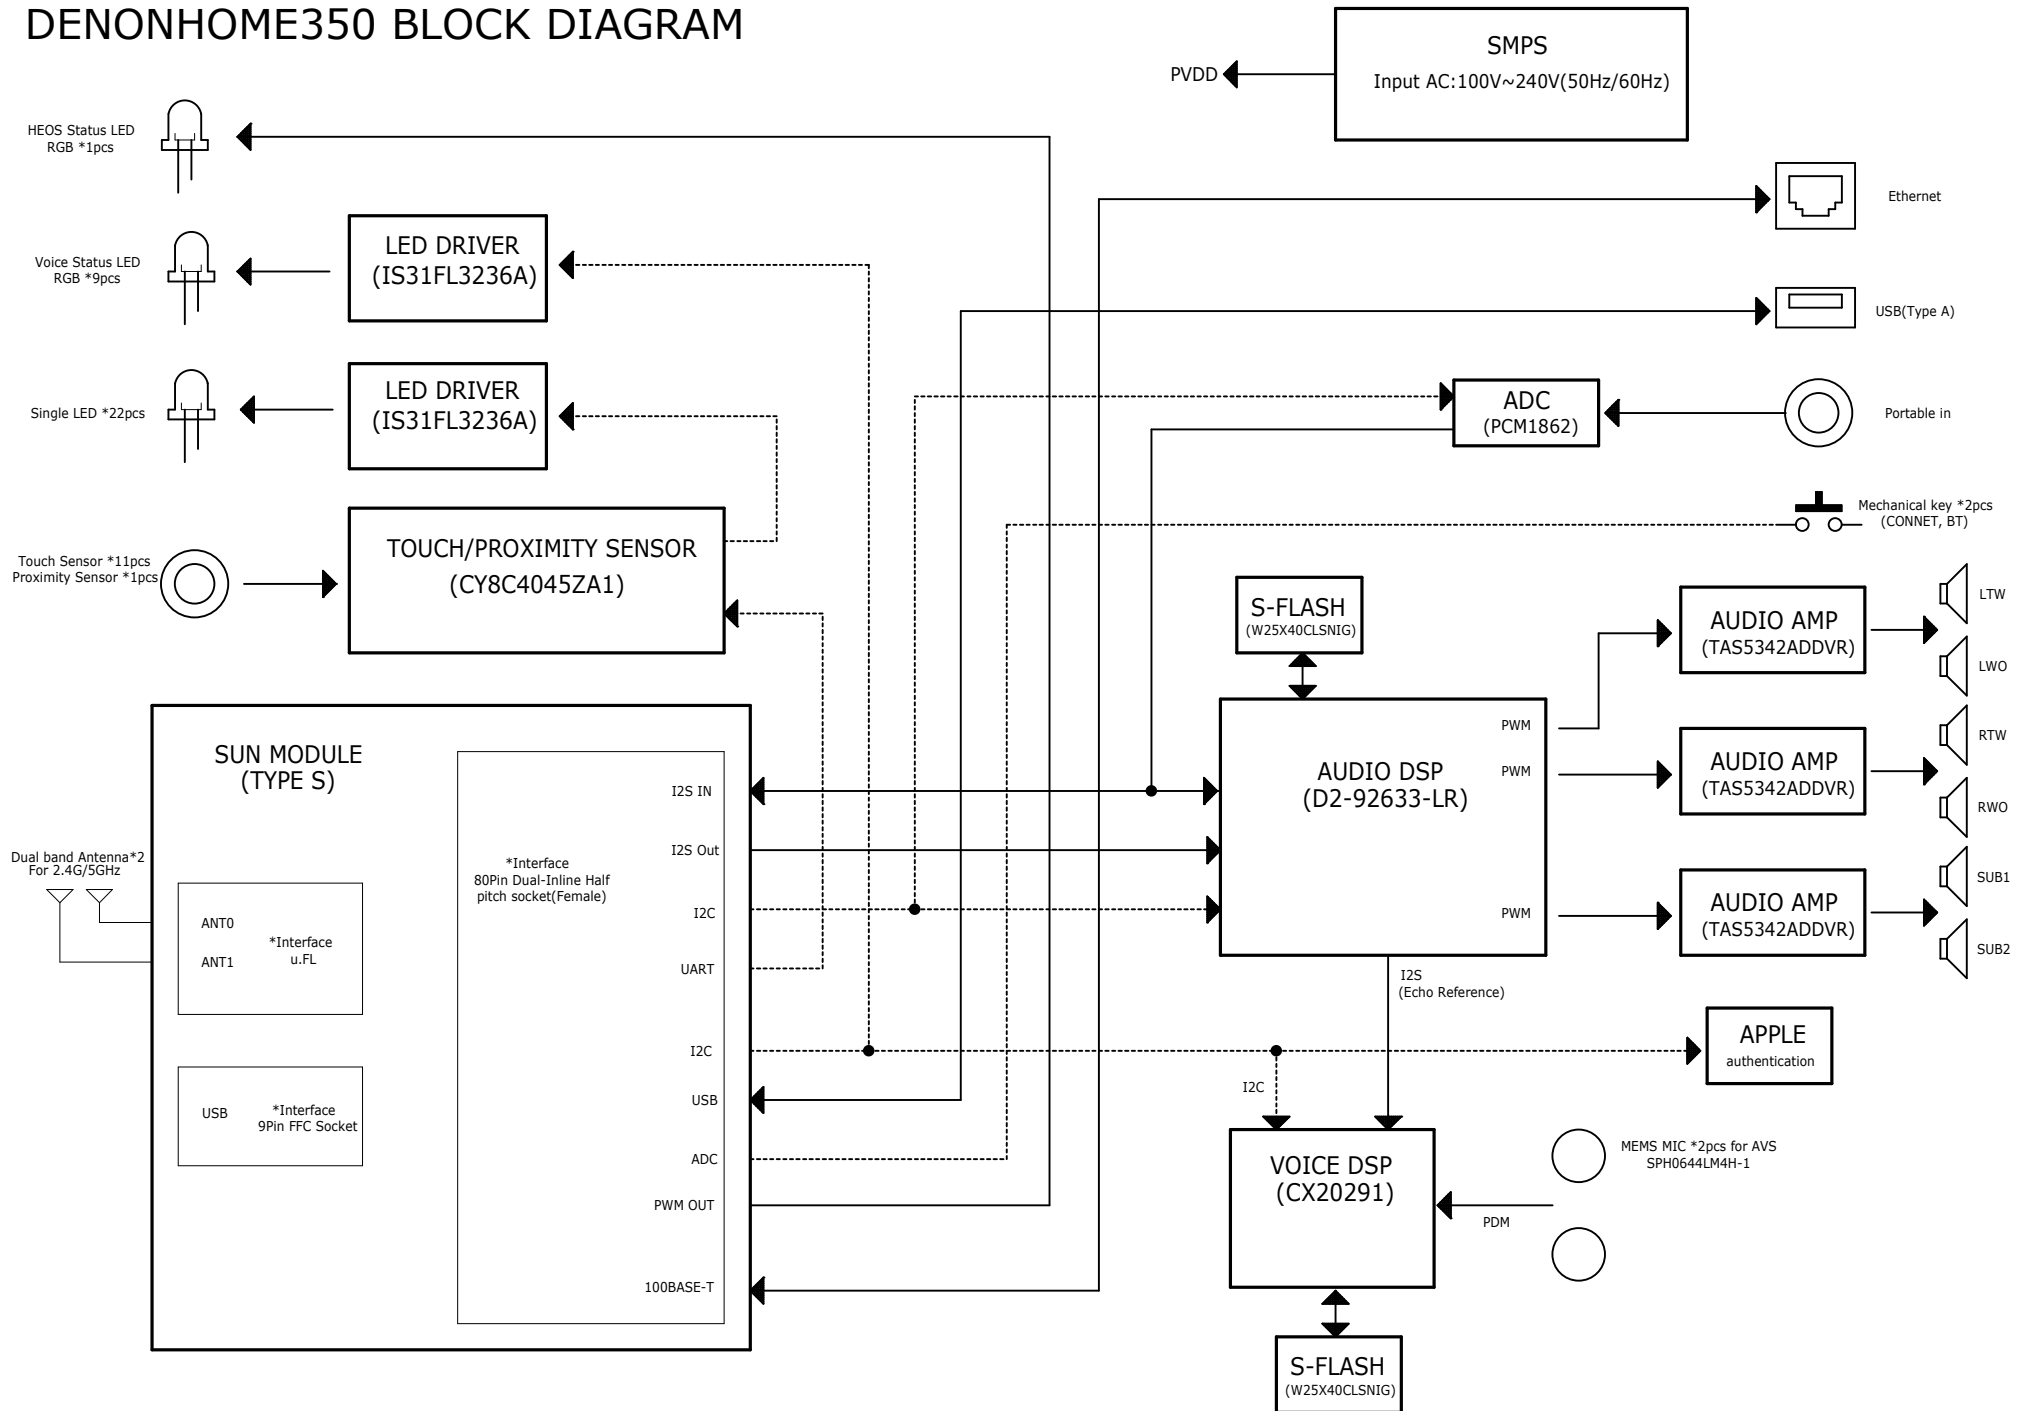 DENONHOME350 BLOCK DIAGRAM
SMPS
Input AC:100V~240V(50Hz/60Hz)
PVDD
HEOS Status LED
RGB *1pcs
Ethernet
Voice Status LED
RGB *9pcs
LED DRIVER
(IS31FL3236A)
USB(Type A)
Single LED *22pcs
LED DRIVER
(IS31FL3236A)
ADC
(PCM1862)
Portable in
Mechanical key *2pcs
(CONNET, BT)
Touch Sensor *11pcs
Proximity Sensor *1pcs
TOUCH/PROXIMITY SENSOR
(CY8C4045ZA1)
S-FLASH
(W25X40CLSNIG)
AUDIO AMP
(TAS5342ADDVR)
LTW
LWO
SUN MODULE
(TYPE S)
*Interface
80Pin Dual-Inline Half
pitch socket(Female)
I2S IN
I2S Out
I2C
UART
I2C
USB
ADC
PWM OUT
100BASE-T
AUDIO DSP
(D2-92633-LR)
PWM
PWM
PWM
AUDIO AMP
(TAS5342ADDVR)
RTW
RWO
AUDIO AMP
(TAS5342ADDVR)
SUB1
SUB2
Dual band Antenna*2
For 2.4G/5GHz
ANT0
ANT1
*Interface
u.FL
USB
*Interface
9Pin FFC Socket
I2S
(Echo Reference)
APPLE
authentication
I2C
VOICE DSP
(CX20291)
MEMS MIC *2pcs for AVS
SPH0644LM4H-1
PDM
S-FLASH
(W25X40CLSNIG)